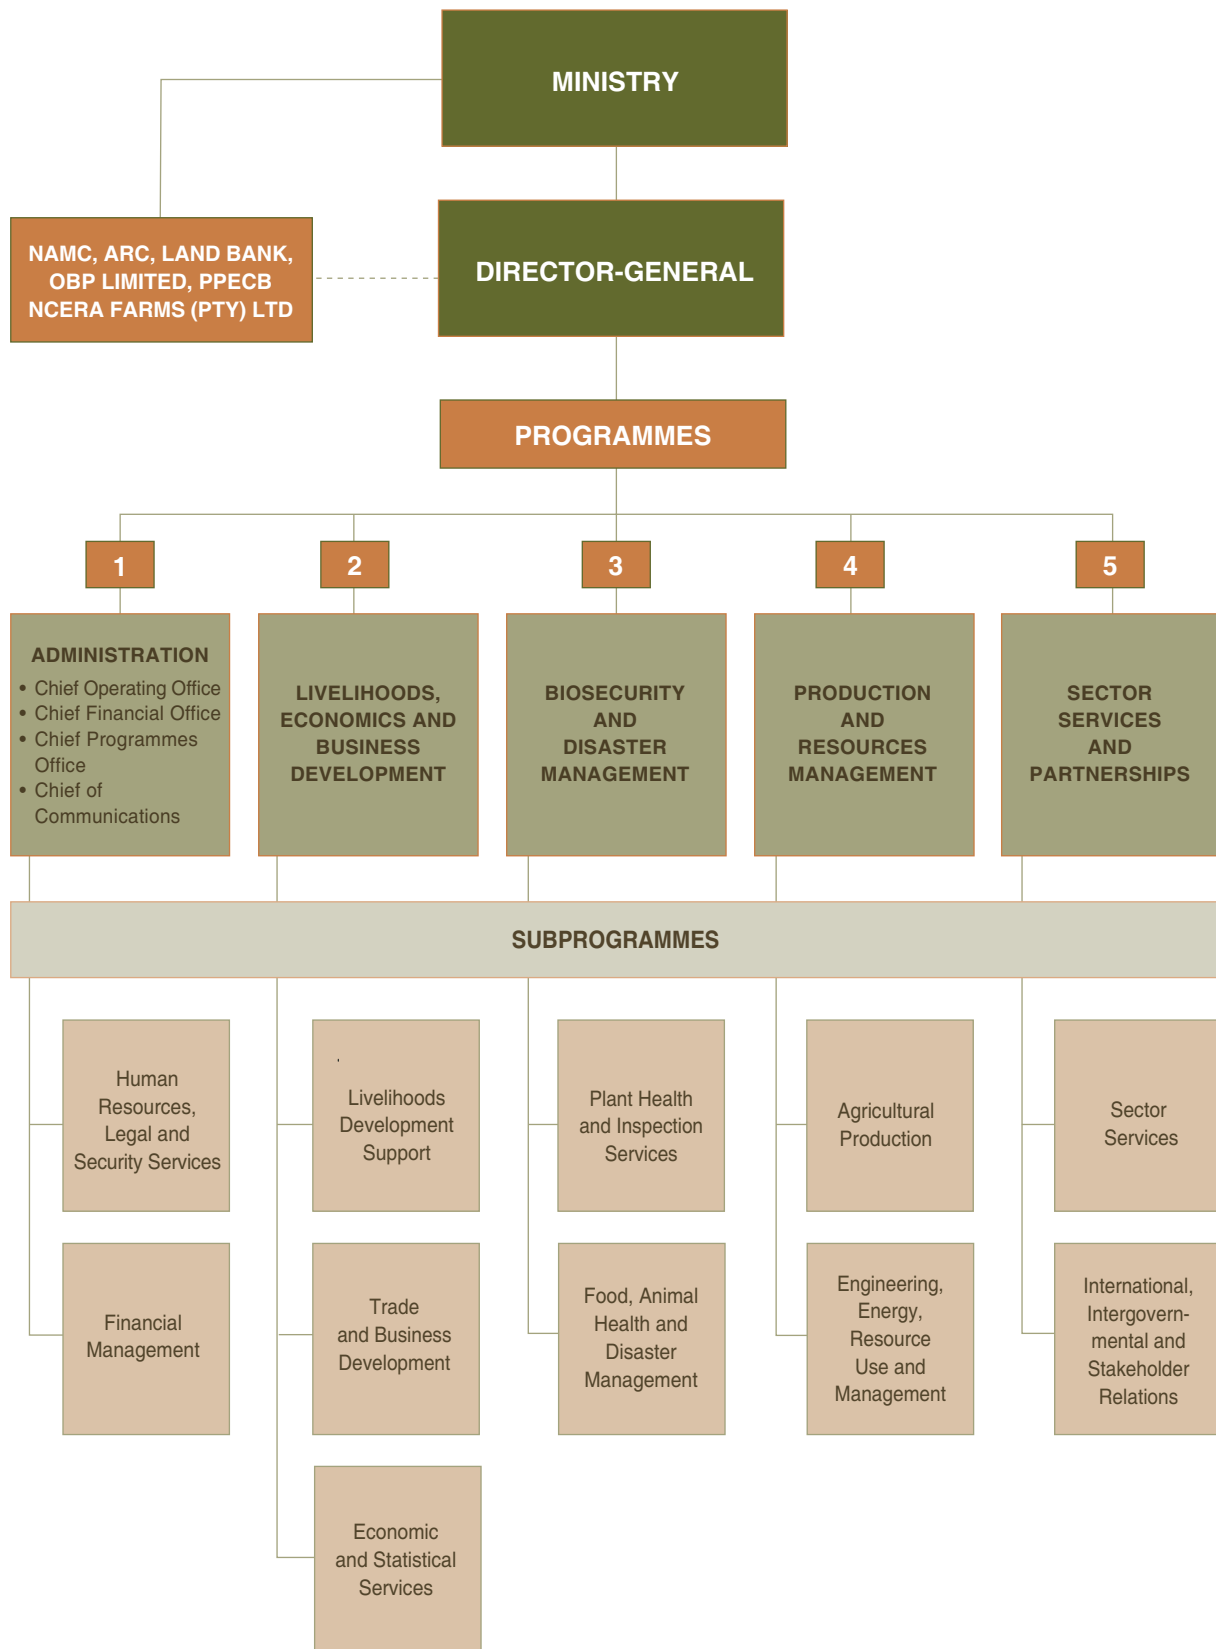 MINISTRY
NAMC, ARC, LAND BANK,
OBP LIMITED, PPECB
NCERA FARMS (PTY) LTD
DIRECTOR-GENERAL
PROGRAMMES
1
2
3
4
5
ADMINISTRATION
• Chief Operating Office
• Chief Financial Office
• Chief Programmes
Office
• Chief of
Communications
LIVELIHOODS,
ECONOMICS AND
BUSINESS
DEVELOPMENT
BIOSECURITY
AND
DISASTER
MANAGEMENT
PRODUCTION
AND
RESOURCES
MANAGEMENT
SECTOR
SERVICES
AND
PARTNERSHIPS
SUBPROGRAMMES
Human
Resources,
Legal and
Security Services
Livelihoods
Development
Support
Plant Health
and Inspection
Services
Agricultural
Production
Sector
Services
Financial
Management
Trade
and Business
Development
Food, Animal
Health and
Disaster
Management
Engineering,
Energy,
Resource
Use and
Management
International,
Intergovern-
mental and
Stakeholder
Relations
Economic
and Statistical
Services